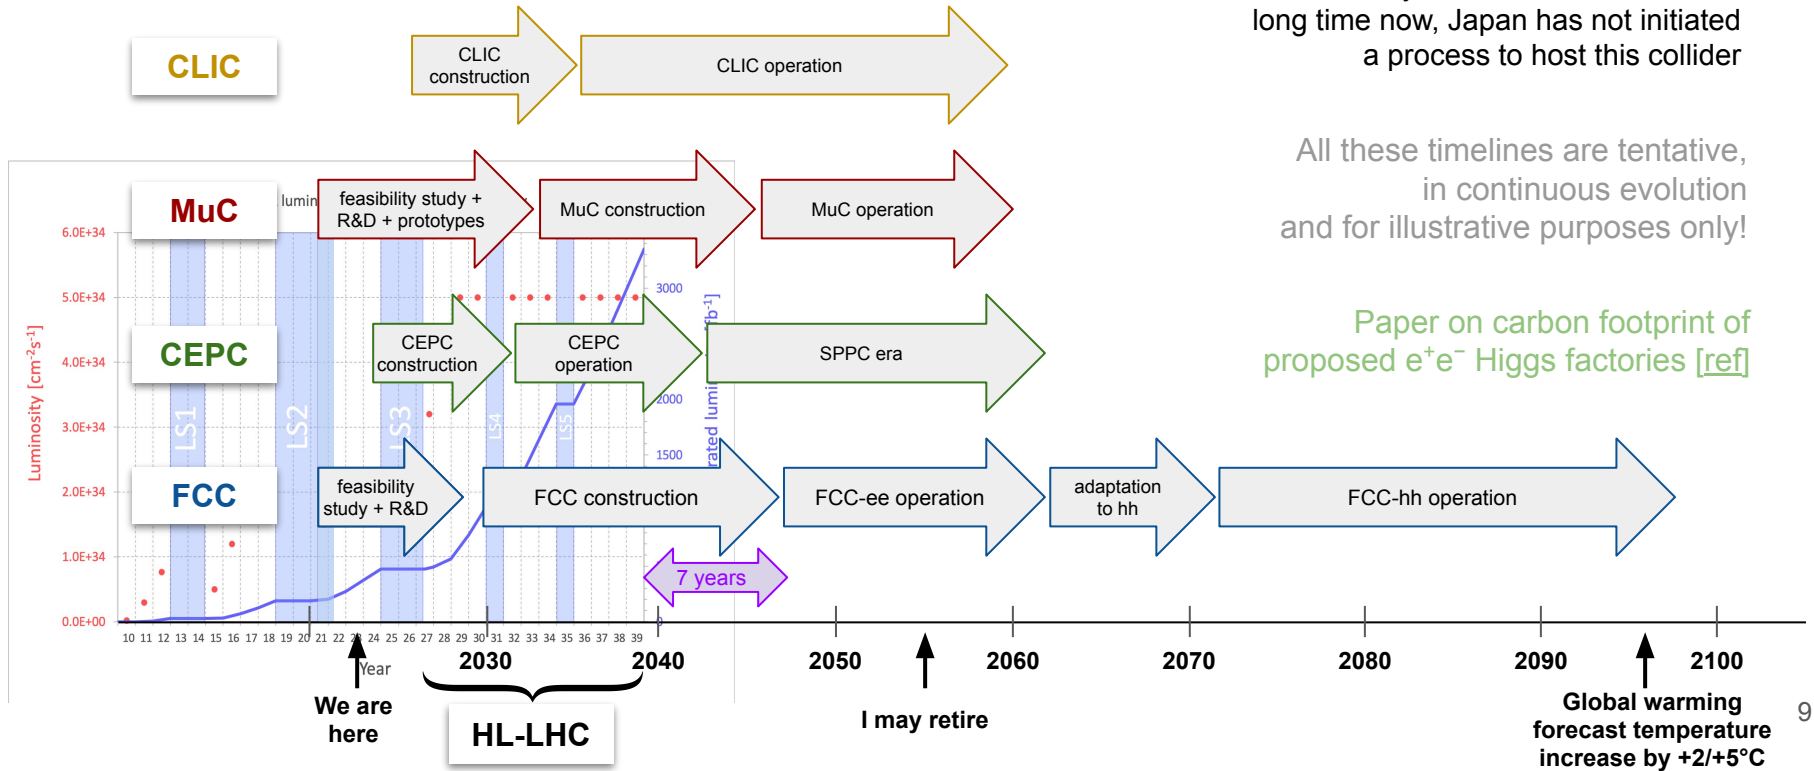 long time now, Japan has not initiated
a process to host this collider
CLIC
CLIC
construction
CLIC operation
All these timelines are tentative,
in continuous evolution
and for illustrative purposes only!
MuC
lumin
feasibility study +
R&D + prototypes
MuC construction
MuC operation
Paper on carbon footprint of
proposed e⁺e⁻ Higgs factories [ref]
CEPC
CEPC
construction
CEPC
operation
SPPC era
FCC
feasibility
study + R&D
FCC construction
FCC-ee operation
adaptation
to hh
FCC-hh operation
7 years
Luminosity [cm⁻²s⁻¹]
6.0E+34
5.0E+34
4.0E+34
3.0E+34
2.0E+34
1.0E+34
0.0E+00
LS1
LS2
LS3
LS4
LS5
3000
2000
1500
0
rated lumin
fb⁻¹]
10 11 12 13 14 15 16 17 18 19 20 21 22 23 24 25 26 27 28 29 30 31 32 33 34 35 36 37 38 39
Year
2030 2040 2050 2060 2070 2080 2090 2100
We are
here
HL-LHC
I may retire
Global warming
forecast temperature
increase by +2/+5°C
9